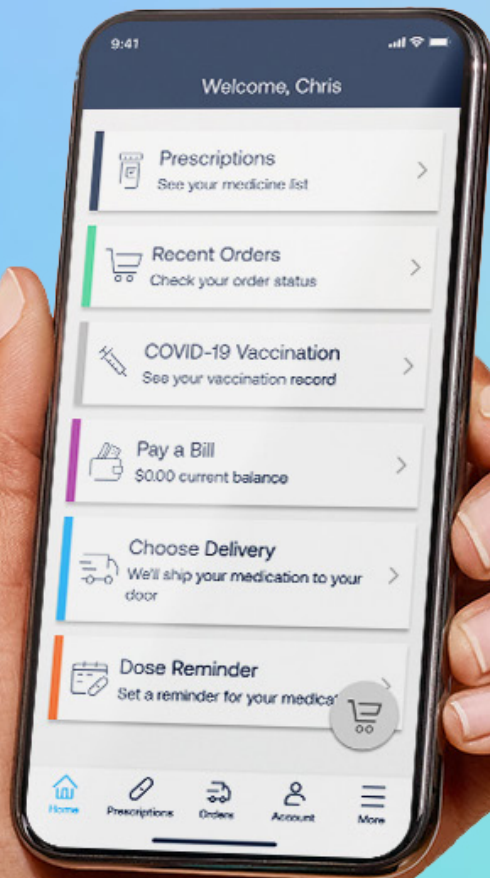 9:41
Welcome, Chris
Prescriptions
See your medicine list
Recent Orders
Check your order status
COVID-19 Vaccination
See your vaccination record
Pay a Bill
$0.00 current balance
Choose Delivery
We'll ship your medication to your
door
Dose Reminder
Set a reminder for your
Home
Prescriptions
Orders
Account
More